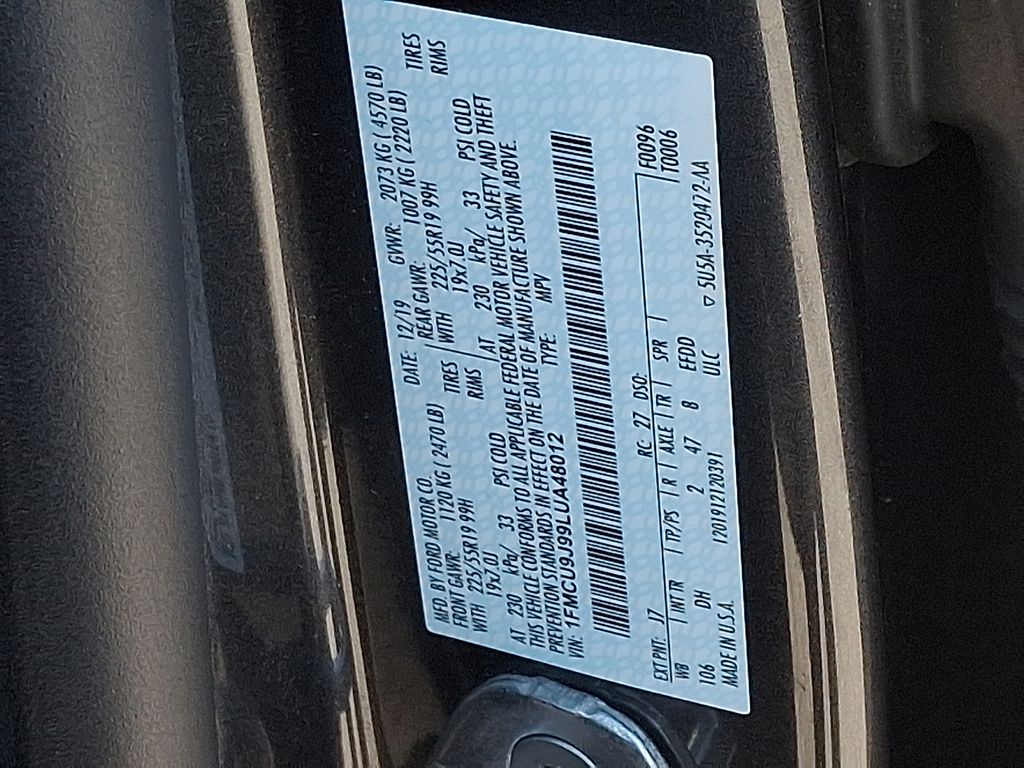 MFD. BY FORD MOTOR CO. DATE: 12/19 GVWR: 2073 KG ( 4570 LB)
FRONT GAWR: 1120 KG ( 2470 LB) REAR GAWR: 1007 KG ( 2220 LB)
WITH 225/55R19 99H TIRES WITH 225/55R19 99H TIRES
19x7.0J RIMS 19x7.0J RIMS
AT 230 kPa/ 33 PSI COLD AT 230 kPa/ 33 PSI COLD
THIS VEHICLE CONFORMS TO ALL APPLICABLE FEDERAL MOTOR VEHICLE SAFETY AND THEFT
PREVENTION STANDARDS IN EFFECT ON THE DATE OF MANUFACTURE SHOWN ABOVE.
VIN: 1FMCU9J99LUA48012 TYPE: MPV
EXT PNT: J7 RC: 27 DSO: F0096
WB INT TR TP/PS R AXLE TR SPR T0006
106 DH 2 47 8 EFDD
MADE IN U.S.A. 120191212039 ULC ▽ 5U5A-3520472-AA